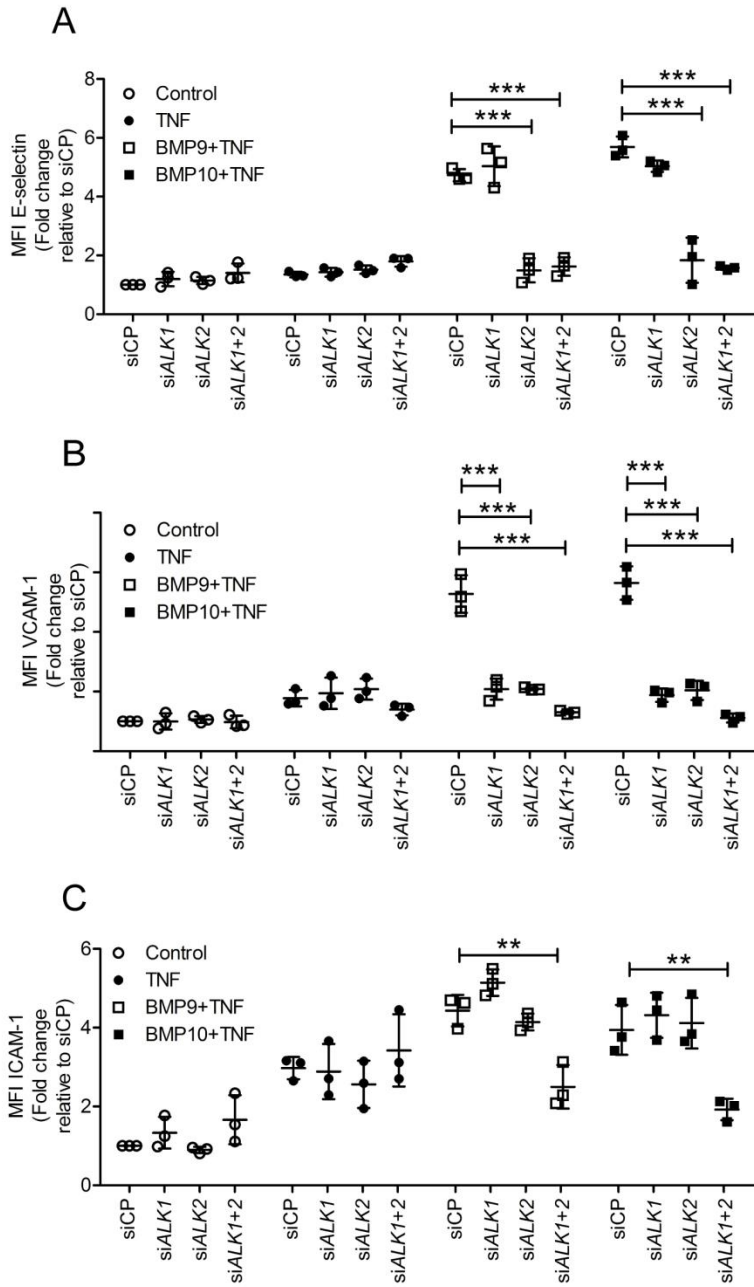 A
MFI E-selectin
(Fold change
relative to siCP)
8
6
4
2
0
Control
TNF
BMP9+TNF
BMP10+TNF
***
***
***
***
siCP
siALK1
siALK2
siALK1+2
siCP
siALK1
siALK2
siALK1+2
siCP
siALK1
siALK2
siALK1+2
siCP
siALK1
siALK2
siALK1+2
B
MFI VCAM-1
(Fold change
relative to siCP)
Control
TNF
BMP9+TNF
BMP10+TNF
***
***
***
***
***
***
siCP
siALK1
siALK2
siALK1+2
siCP
siALK1
siALK2
siALK1+2
siCP
siALK1
siALK2
siALK1+2
siCP
siALK1
siALK2
siALK1+2
C
MFI ICAM-1
(Fold change
relative to siCP)
6
4
2
0
Control
TNF
BMP9+TNF
BMP10+TNF
**
**
siCP
siALK1
siALK2
siALK1+2
siCP
siALK1
siALK2
siALK1+2
siCP
siALK1
siALK2
siALK1+2
siCP
siALK1
siALK2
siALK1+2